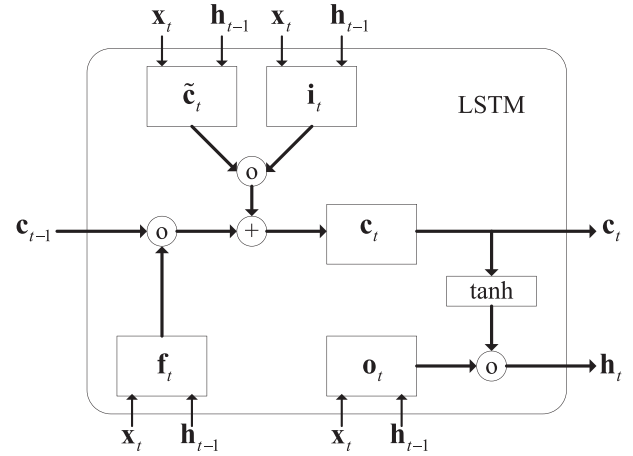 x_t h_{t-1} x_t h_{t-1}
c̃_t i_t LSTM
o
c_{t-1} o + c_t c_t
tanh
f_t o_t o h_t
x_t h_{t-1} x_t h_{t-1}